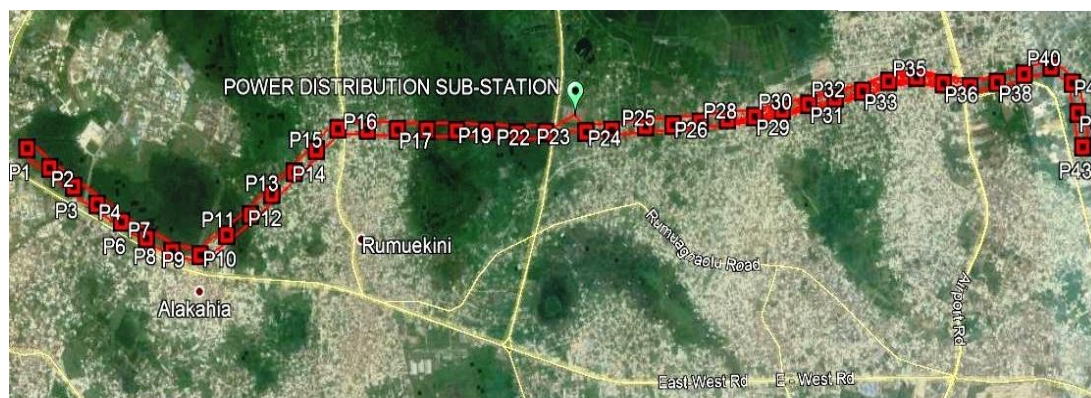 POWER DISTRIBUTION SUB-STATION
P1
P2
P3
P4
P6
P7
P8
P9
P10
P11
P12
P13
P14
P15
P16
P17
P19
P22
P23
P24
P25
P26
P28
P29
P30
P31
P32
P33
P35
P36
P38
P40
P43
Rumuekini
Alakahia
Airport Rd
East-West Rd
E - West Rd